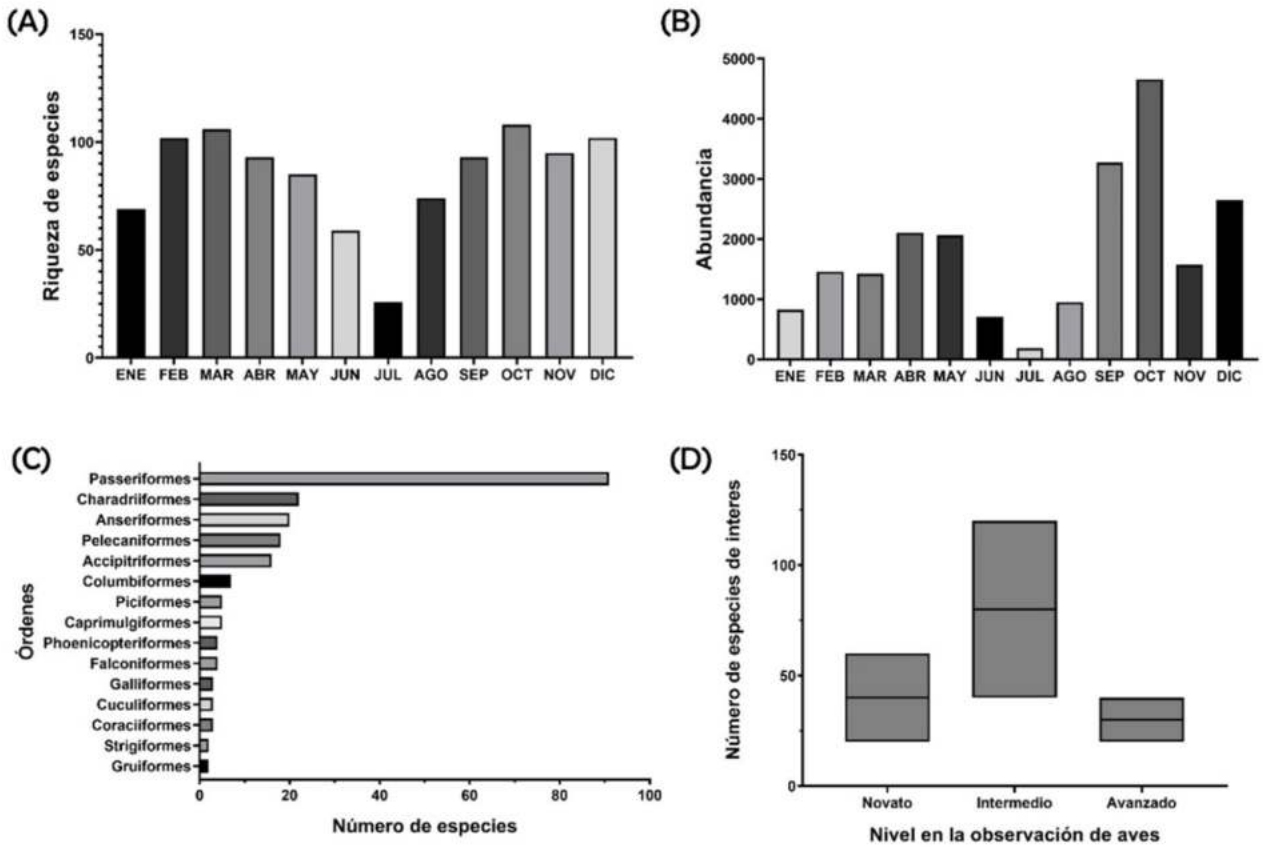 (A)
150
100
50
0
Riqueza de especies
ENE FEB MAR ABR MAY JUN JUL AGO SEP OCT NOV DIC
(B)
5000
4000
3000
2000
1000
0
Abundancia
ENE FEB MAR ABR MAY JUN JUL AGO SEP OCT NOV DIC
(C)
Órdenes
Passeriformes
Charadriiformes
Anseriformes
Pelecaniformes
Accipitriformes
Columbiformes
Piciformes
Caprimulgiformes
Phoenicopteriformes
Falconiformes
Galliformes
Cuculiformes
Coraciiformes
Strigiformes
Gruiformes
0 20 40 60 80 100
Número de especies
(D)
150
100
50
0
Número de especies de interes
Novato Intermedio Avanzado
Nivel en la observación de aves